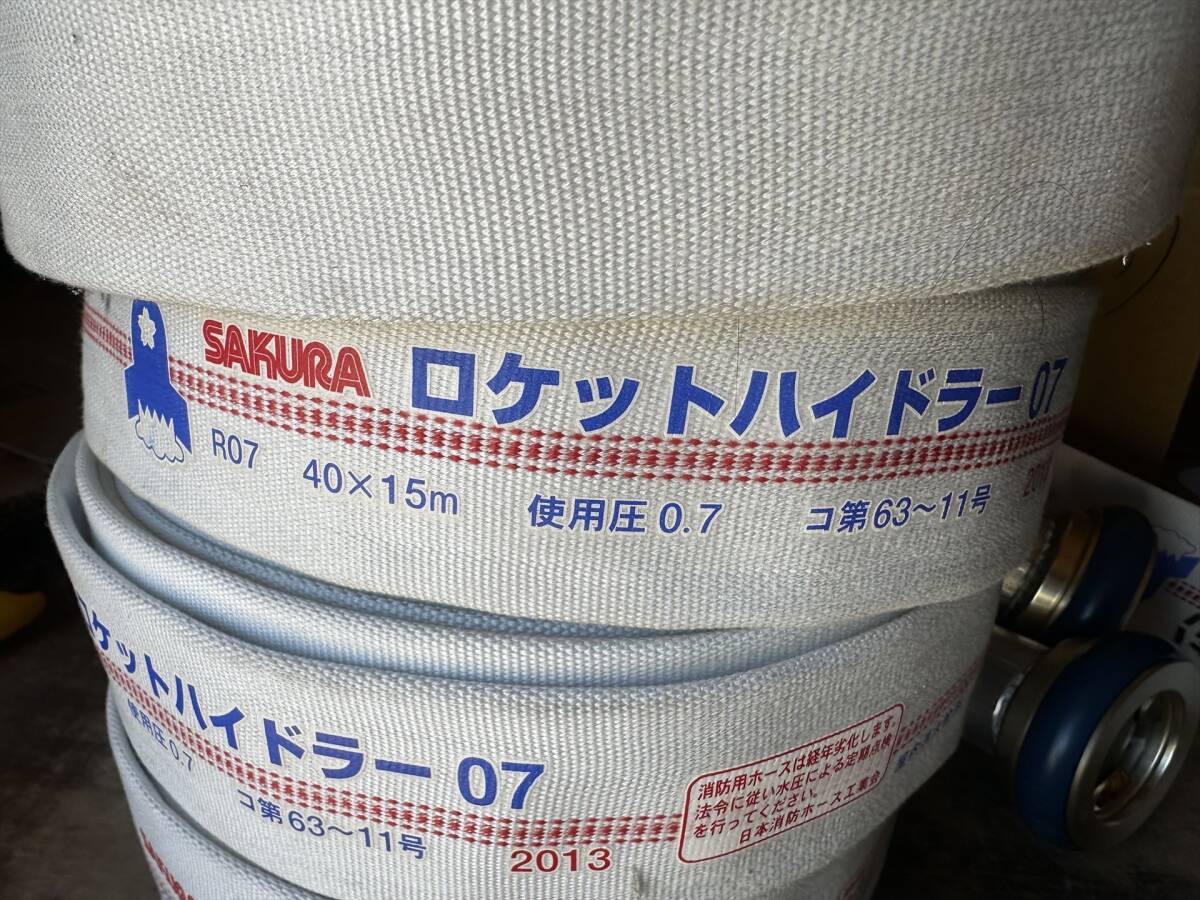 SAKURA ロケットハイドラー 07
R07 40×15m 使用圧 0.7 コ第63～11号
ロケットハイドラー 07
使用圧 0.7
コ第63～11号
2013
消防用ホースは経年劣化します。
法令に従い水圧による定期点検
を行ってください。
日本消防ホース工業会